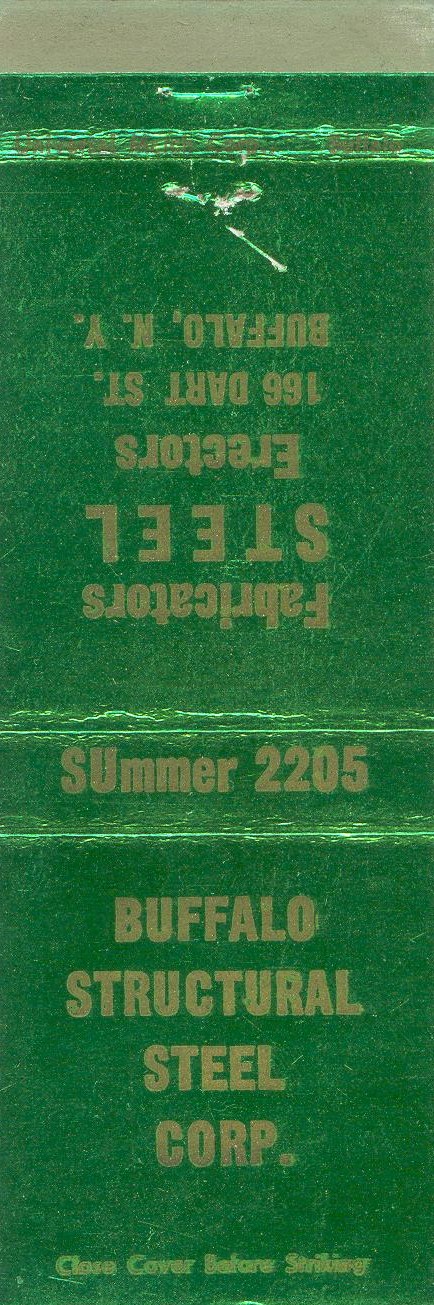 BUFFALO
STRUCTURAL
STEEL
CORP.
Close Cover Before Striking
SUmmer 2205
Fabricators
STEEL
Erectors
166 DART ST.
BUFFALO, N. Y.